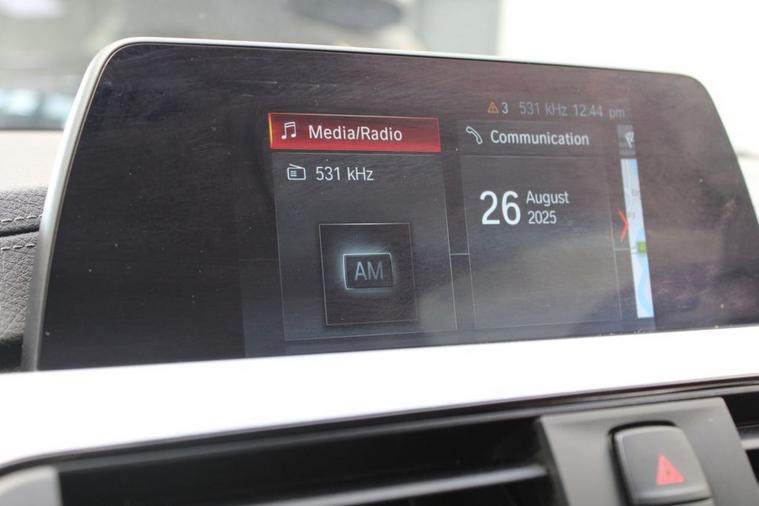 3 531 kHz 12:44 pm
Media/Radio
Communication
531 kHz
26 August
2025
AM